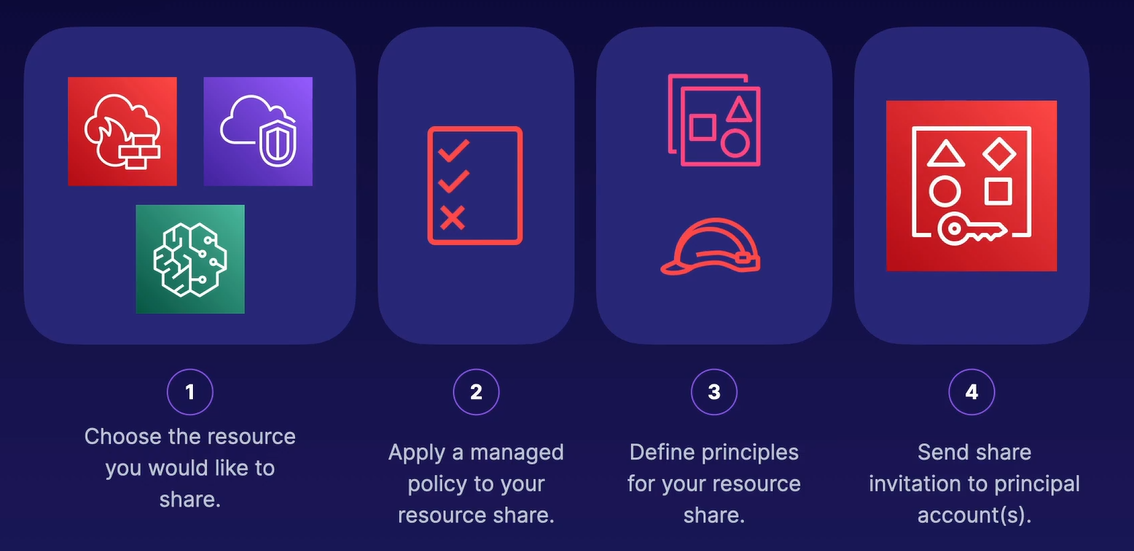 1
Choose the resource
you would like to
share.
2
Apply a managed
policy to your
resource share.
3
Define principles
for your resource
share.
4
Send share
invitation to principal
account(s).